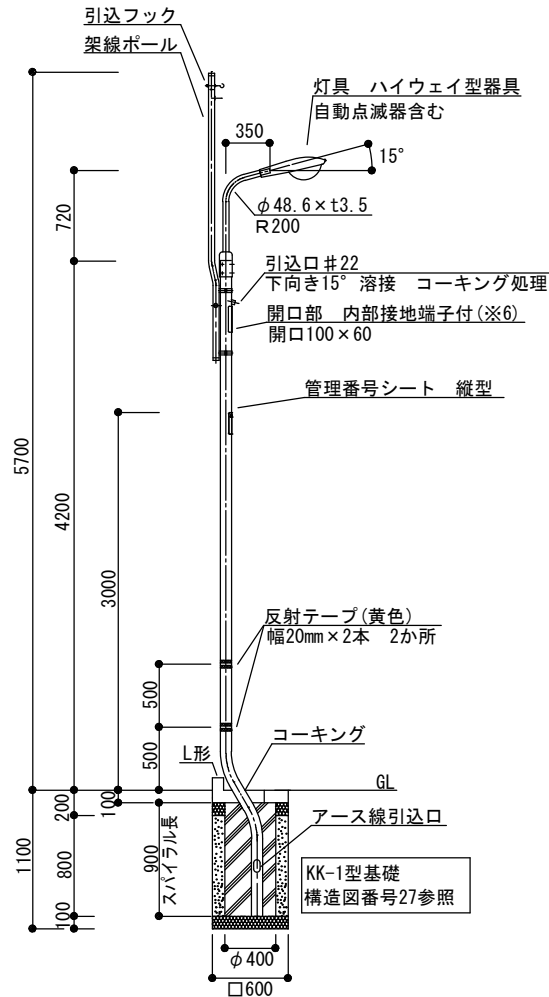 引込フック
架線ポール
灯具 ハイウェイ型器具
自動点滅器含む
350
15°
φ48.6×t3.5
R200
720
引込口#22
下向き15°溶接 コーキング処理
開口部 内部接地端子付(※6)
開口100×60
管理番号シート 縦型
5700
4200
3000
反射テープ(黄色)
幅20mm×2本 2か所
500
500
コーキング
L形
GL
200
100
アース線引込口
1100
800
900
スパイラル長
KK-1型基礎
構造図番号27参照
100
φ400
□600